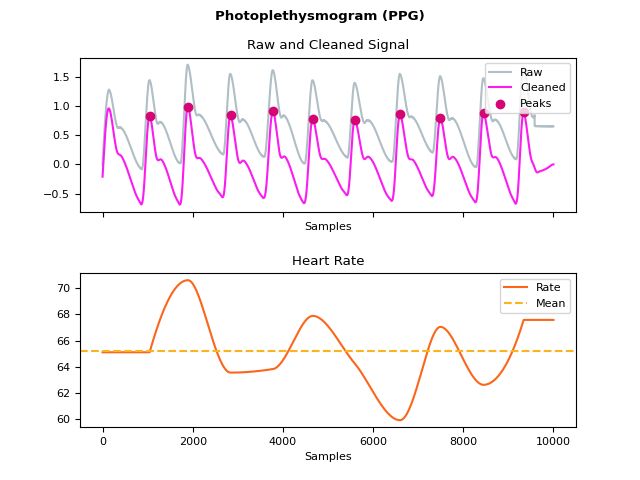 Photoplethysmogram (PPG)
Raw and Cleaned Signal
1.5
1.0
0.5
0.0
−0.5
Raw
Cleaned
Peaks
Samples
Heart Rate
70
68
66
64
62
60
Rate
Mean
0
2000
4000
6000
8000
10000
Samples